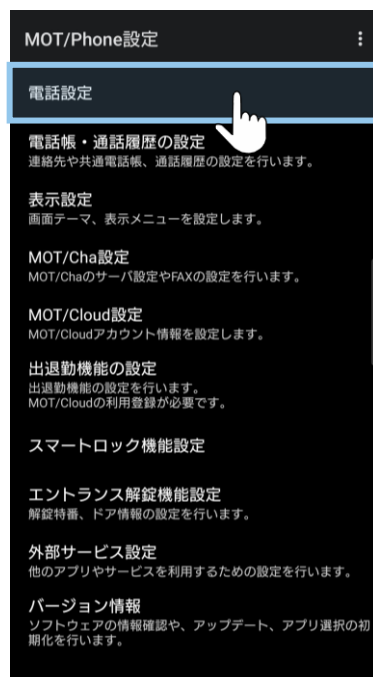 MOT/Phone設定
電話設定
電話帳・通話履歴の設定
連絡先や共通電話帳、通話履歴の設定を行います。
表示設定
画面テーマ、表示メニューを設定します。
MOT/Cha設定
MOT/Chaのサーバ設定やFAXの設定を行います。
MOT/Cloud設定
MOT/Cloudアカウント情報を設定します。
出退勤機能の設定
出退勤機能の設定を行います。
MOT/Cloudの利用登録が必要です。
スマートロック機能設定
エントランス解錠機能設定
解錠特番、ドア情報の設定を行います。
外部サービス設定
他のアプリやサービスを利用するための設定を行います。
バージョン情報
ソフトウェアの情報確認や、アップデート、アプリ選択の初
期化を行います。